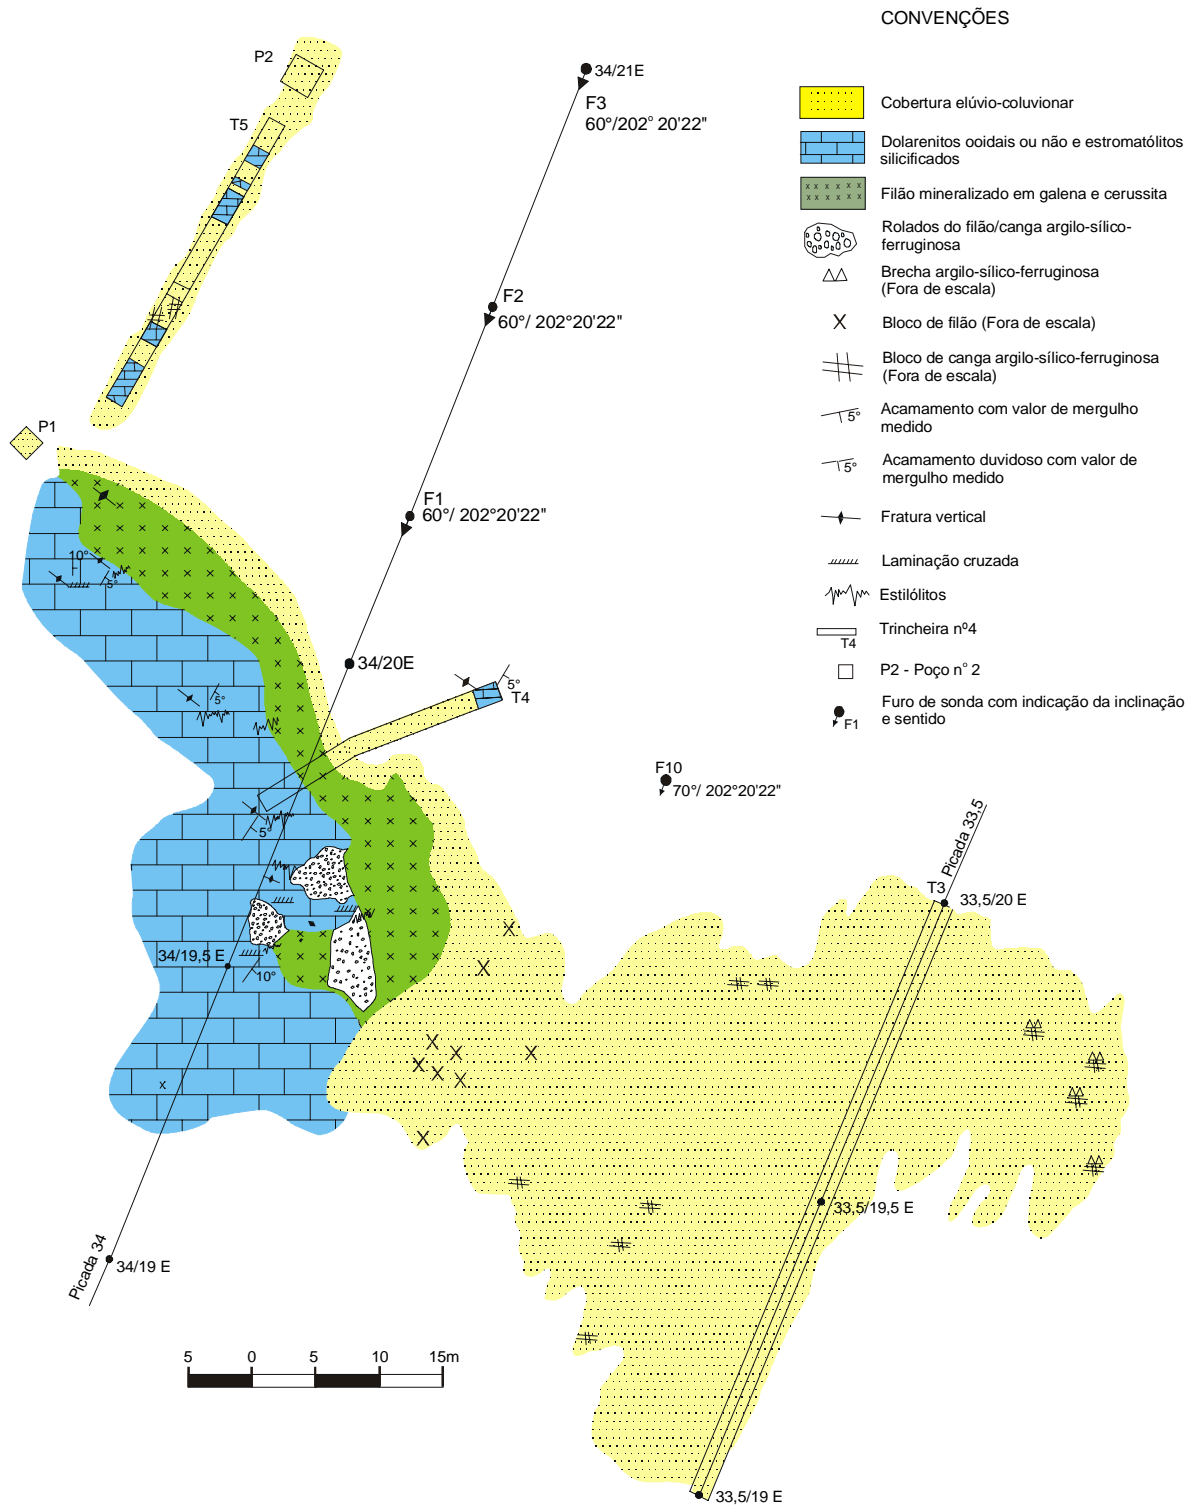 CONVENÇÕES
Cobertura elúvio-coluvionar
Dolarenitos ooidais ou não e estromatólitos
silicificados
Filão mineralizado em galena e cerussita
Rolados do filão/canga argilo-sílico-
ferruginosa
Brecha argilo-sílico-ferruginosa
(Fora de escala)
Bloco de filão (Fora de escala)
Bloco de canga argilo-sílico-ferruginosa
(Fora de escala)
5°
Acamamento com valor de mergulho
medido
5°
Acamamento duvidoso com valor de
mergulho medido
Fratura vertical
Laminação cruzada
Estilólitos
T4
Trincheira nº4
P2 - Poço n° 2
F1
Furo de sonda com indicação da inclinação
e sentido
P2
T5
34/21E
F3
60°/202° 20'22"
F2
60°/ 202°20'22"
P1
F1
60°/ 202°20'22"
10°
5°
34/20E
5°
T4
5°
F10
70°/ 202°20'22"
5°
Picada 33,5
T3
33,5/20 E
34/19,5 E
10°
x
33,5/19,5 E
Picada 34
34/19 E
5 0 5 10 15m
33,5/19 E